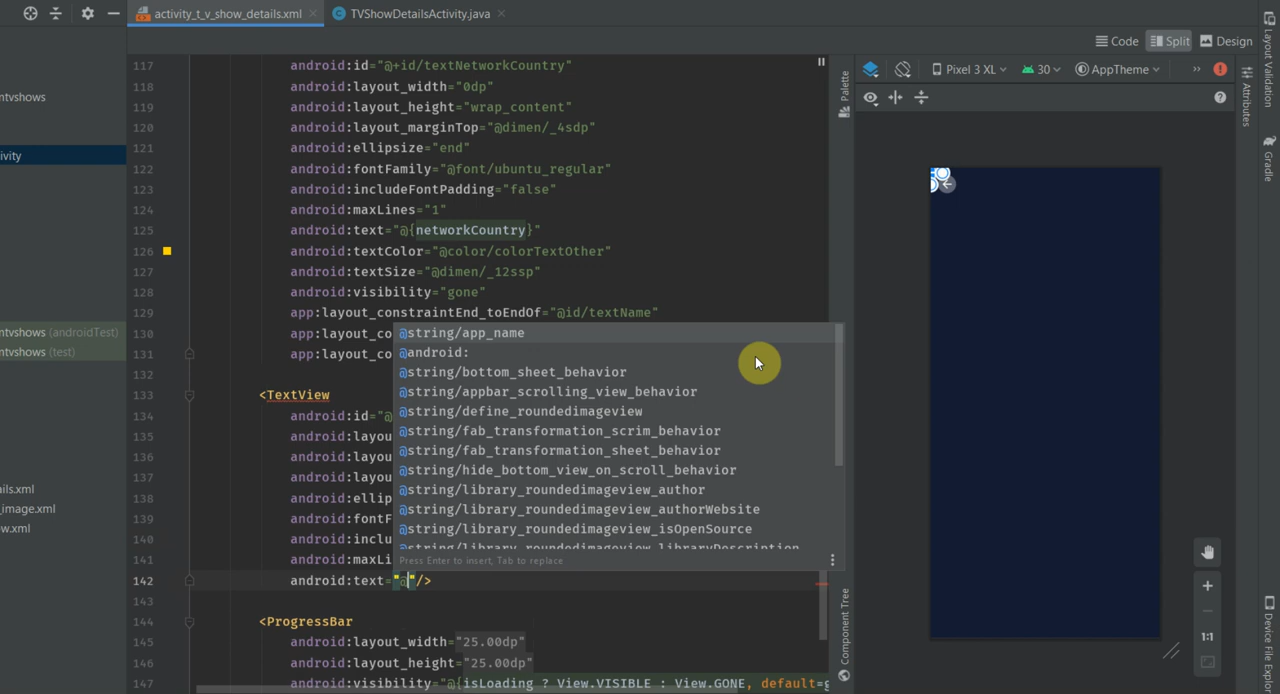 activity_t_v_show_details.xml
TVShowDetailsActivity.java
Code
Split
Design
Pixel 3 XL
30
AppTheme
Palette
Attributes
Layout Validation
Gradle
Device File Explo
Component Tree
1:1
ntvshows
ivity
ntvshows (androidTest)
ntvshows (test)
ails.xml
_image.xml
ow.xml
117 android:id="@+id/textNetworkCountry"
118 android:layout_width="0dp"
119 android:layout_height="wrap_content"
120 android:layout_marginTop="@dimen/_4sdp"
121 android:ellipsize="end"
122 android:fontFamily="@font/ubuntu_regular"
123 android:includeFontPadding="false"
124 android:maxLines="1"
125 android:text="@{networkCountry}"
126 android:textColor="@color/colorTextOther"
127 android:textSize="@dimen/_12ssp"
128 android:visibility="gone"
129 app:layout_constraintEnd_toEndOf="@id/textName"
130 app:layout_co
131 app:layout_co
132
133 <TextView
134 android:id="@
135 android:layou
136 android:layou
137 android:layou
138 android:ellip
139 android:fontF
140 android:inclu
141 android:maxLi
142 android:text="@"/>
143
144 <ProgressBar
145 android:layout_width="25.00dp"
146 android:layout_height="25.00dp"
147 android:visibility="@{isLoading ? View.VISIBLE : View.GONE, default=g
@string/app_name
@android:
@string/bottom_sheet_behavior
@string/appbar_scrolling_view_behavior
@string/define_roundedimageview
@string/fab_transformation_scrim_behavior
@string/fab_transformation_sheet_behavior
@string/hide_bottom_view_on_scroll_behavior
@string/library_roundedimageview_author
@string/library_roundedimageview_authorWebsite
@string/library_roundedimageview_isOpenSource
@string/library_roundedimageview_libraryDescription
Press Enter to insert, Tab to replace